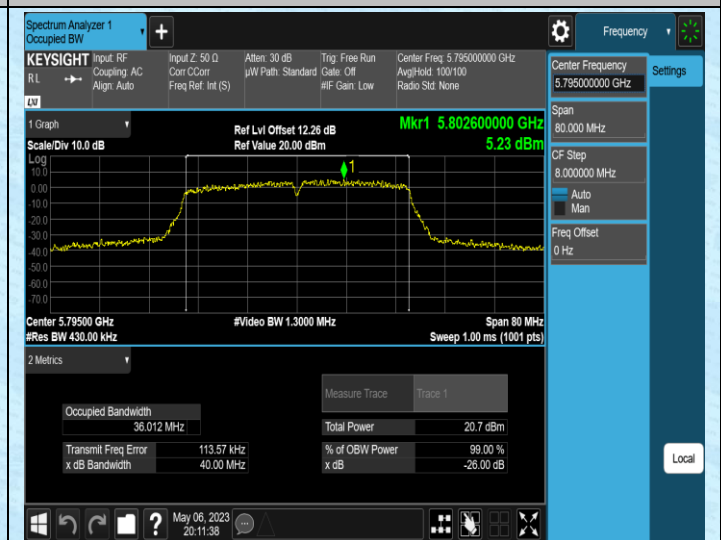 Spectrum Analyzer 1
Occupied BW
Frequency
KEYSIGHT
R L
LXI
Input: RF
Coupling: AC
Align: Auto
Input Z: 50 Ω
Corr CCorr
Freq Ref: Int (S)
Atten: 30 dB
µW Path: Standard
Trig: Free Run
Gate: Off
#IF Gain: Low
Center Freq: 5.795000000 GHz
Avg|Hold: 100/100
Radio Std: None
Center Frequency
5.795000000 GHz
Settings
Span
80.000 MHz
CF Step
8.000000 MHz
Auto
Man
Freq Offset
0 Hz
1 Graph
Ref Lvl Offset 12.26 dB
Mkr1 5.802600000 GHz
Scale/Div 10.0 dB
Ref Value 20.00 dBm
5.23 dBm
Log
10.0
0.00
-10.0
-20.0
-30.0
-40.0
-50.0
-60.0
-70.0
1
Center 5.79500 GHz
#Video BW 1.3000 MHz
Span 80 MHz
#Res BW 430.00 kHz
Sweep 1.00 ms (1001 pts)
2 Metrics
Measure Trace
Trace 1
Occupied Bandwidth
36.012 MHz
Total Power
20.7 dBm
Transmit Freq Error
113.57 kHz
% of OBW Power
99.00 %
x dB Bandwidth
40.00 MHz
x dB
-26.00 dB
Local
?
May 06, 2023
20:11:38